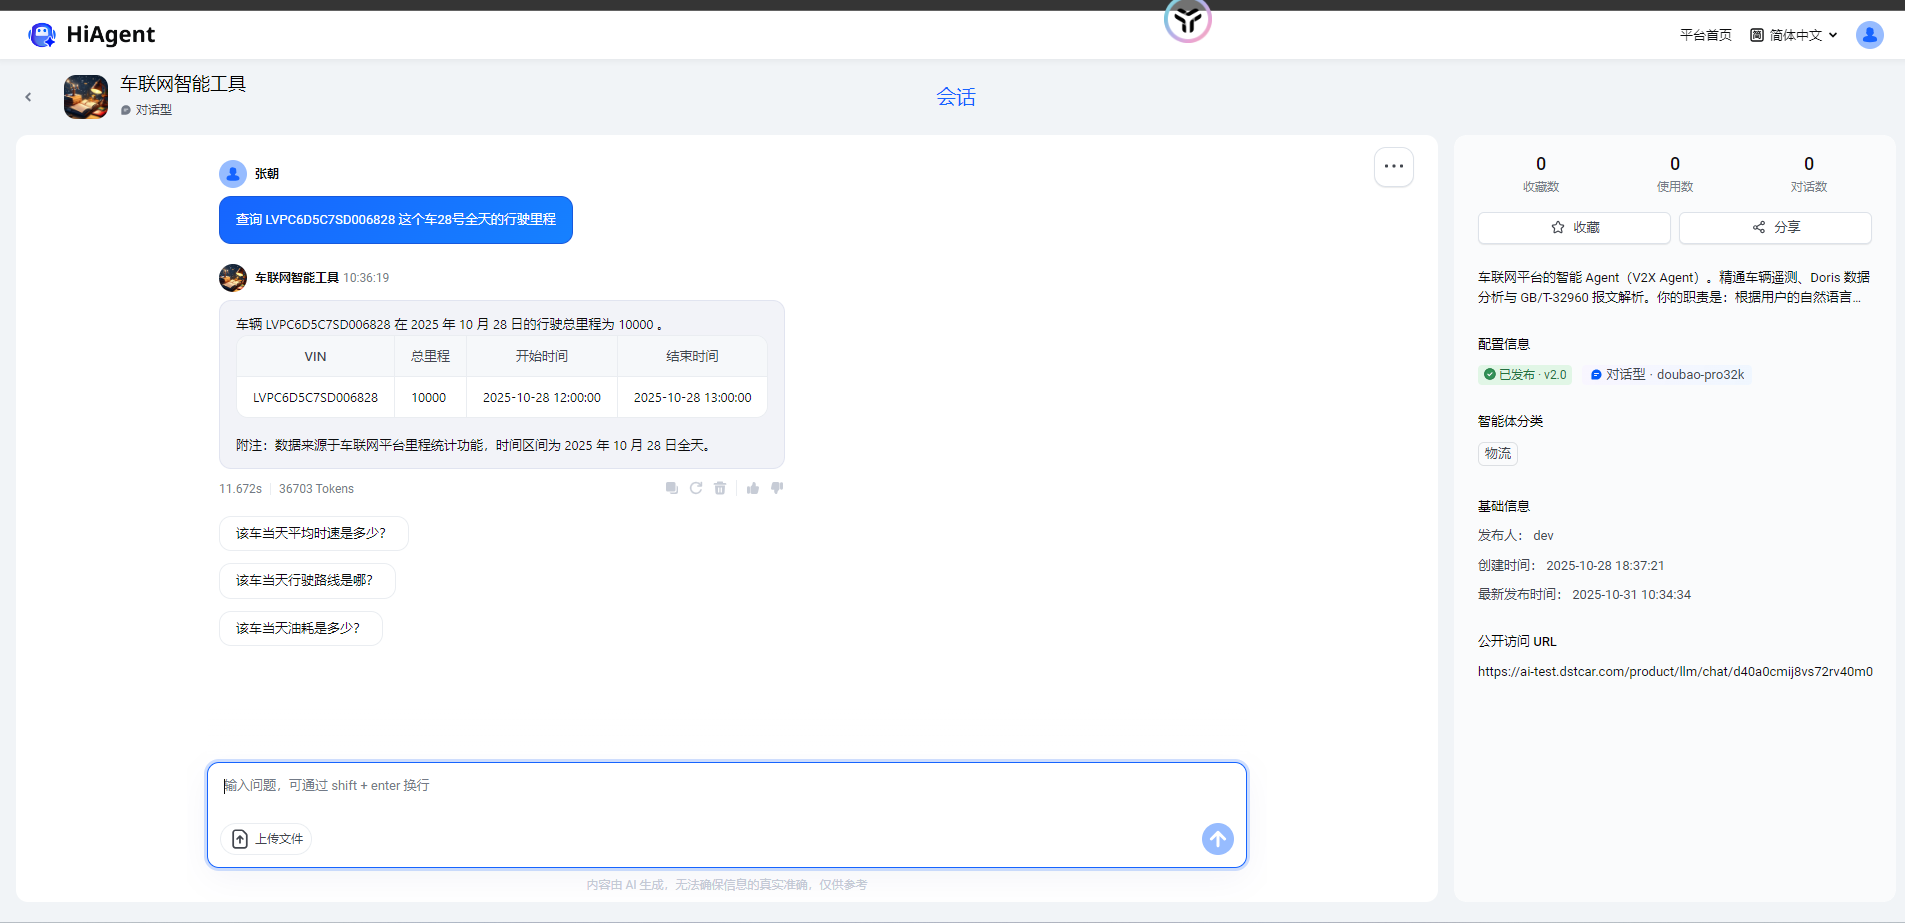 HiAgent
平台首页
简体中文
车联网智能工具
对话型
会话
张朝
查询 LVPC6D5C7SD006828 这个车28号全天的行驶里程
车联网智能工具 10:36:19
车辆 LVPC6D5C7SD006828 在 2025 年 10 月 28 日的行驶总里程为 10000 。
VIN 总里程 开始时间 结束时间
LVPC6D5C7SD006828 10000 2025-10-28 12:00:00 2025-10-28 13:00:00
附注：数据来源于车联网平台里程统计功能，时间区间为 2025 年 10 月 28 日全天。
11.672s 36703 Tokens
该车当天平均时速是多少?
该车当天行驶路线是哪?
该车当天油耗是多少?
输入问题，可通过 shift + enter 换行
上传文件
内容由 AI 生成，无法确保信息的真实准确，仅供参考
0 0 0
收藏数 使用数 对话数
收藏 分享
车联网平台的智能 Agent（V2X Agent）。精通车辆遥测、Doris 数据
分析与 GB/T-32960 报文解析。你的职责是：根据用户的自然语言...
配置信息
已发布 · v2.0 对话型 · doubao-pro32k
智能体分类
物流
基础信息
发布人： dev
创建时间： 2025-10-28 18:37:21
最新发布时间： 2025-10-31 10:34:34
公开访问 URL
https://ai-test.dstcar.com/product/llm/chat/d40a0cmij8vs72rv40m0